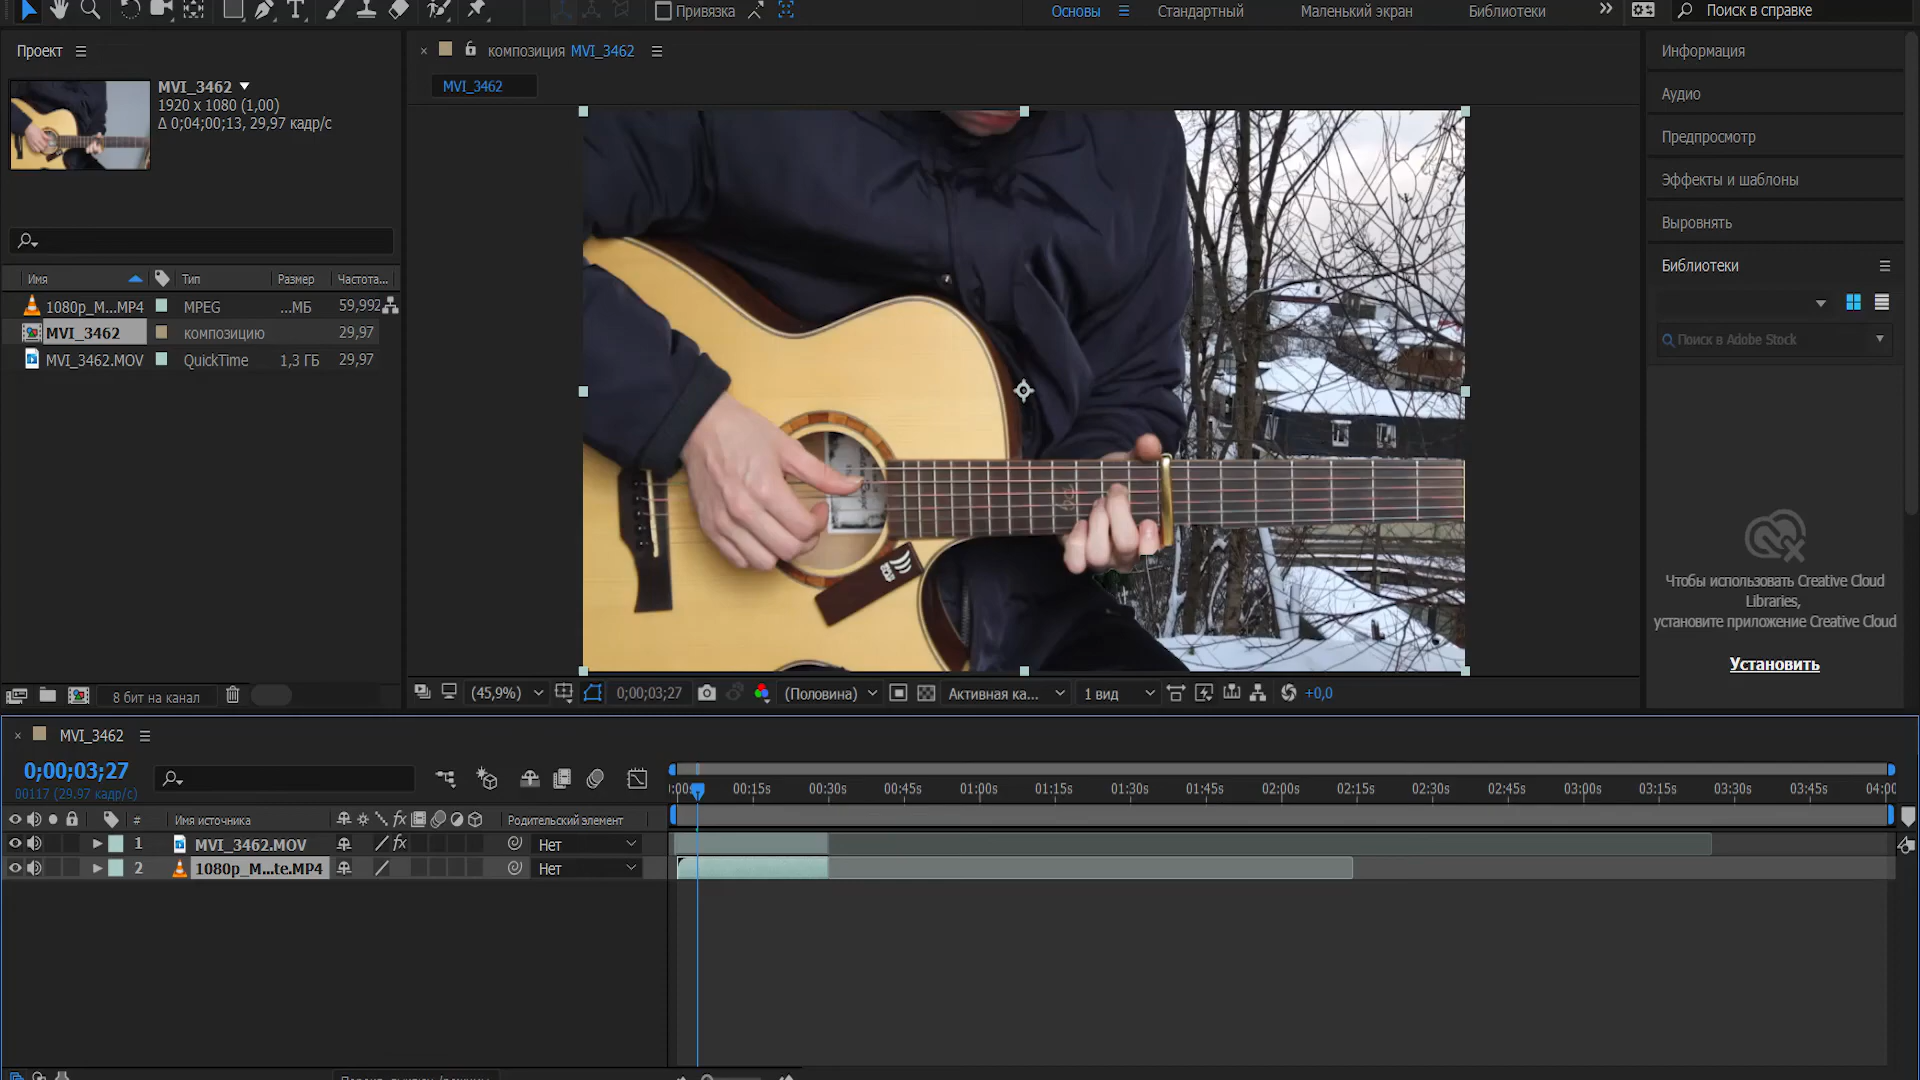 Привязка
Основы
Стандартный
Маленький экран
Библиотеки
Поиск в справке
Проект
MVI_3462
1920 x 1080 (1,00)
Δ 0;04;00;13, 29,97 кадр/с
Имя
Тип
Размер
Частота...
1080p_M...MP4
MPEG
...МБ
59,992
MVI_3462
композицию
29,97
MVI_3462.MOV
QuickTime
1,3 ГБ
29,97
8 бит на канал
композиция MVI_3462
MVI_3462
(45,9%)
0;00;03;27
(Половина)
Активная ка...
1 вид
+0,0
Информация
Аудио
Предпросмотр
Эффекты и шаблоны
Выровнять
Библиотеки
Поиск в Adobe Stock
Чтобы использовать Creative Cloud
Libraries,
установите приложение Creative Cloud
Установить
MVI_3462
0;00;03;27
00117 (29.97 кадр/с)
00:15s
00:30s
00:45s
01:00s
01:15s
01:30s
01:45s
02:00s
02:15s
02:30s
02:45s
03:00s
03:15s
03:30s
03:45s
04:00
#
Имя источника
fx
Родительский элемент
1
MVI_3462.MOV
fx
Нет
2
1080p_M...te.MP4
Нет